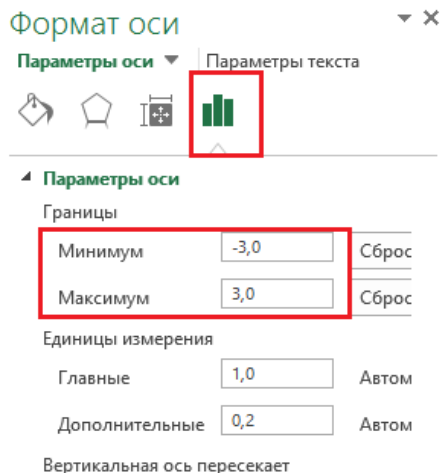 Формат оси
Параметры оси Параметры текста
Параметры оси
Границы
Минимум -3,0 Сброс
Максимум 3,0 Сброс
Единицы измерения
Главные 1,0 Автом
Дополнительные 0,2 Автом
Вертикальная ось пересекает